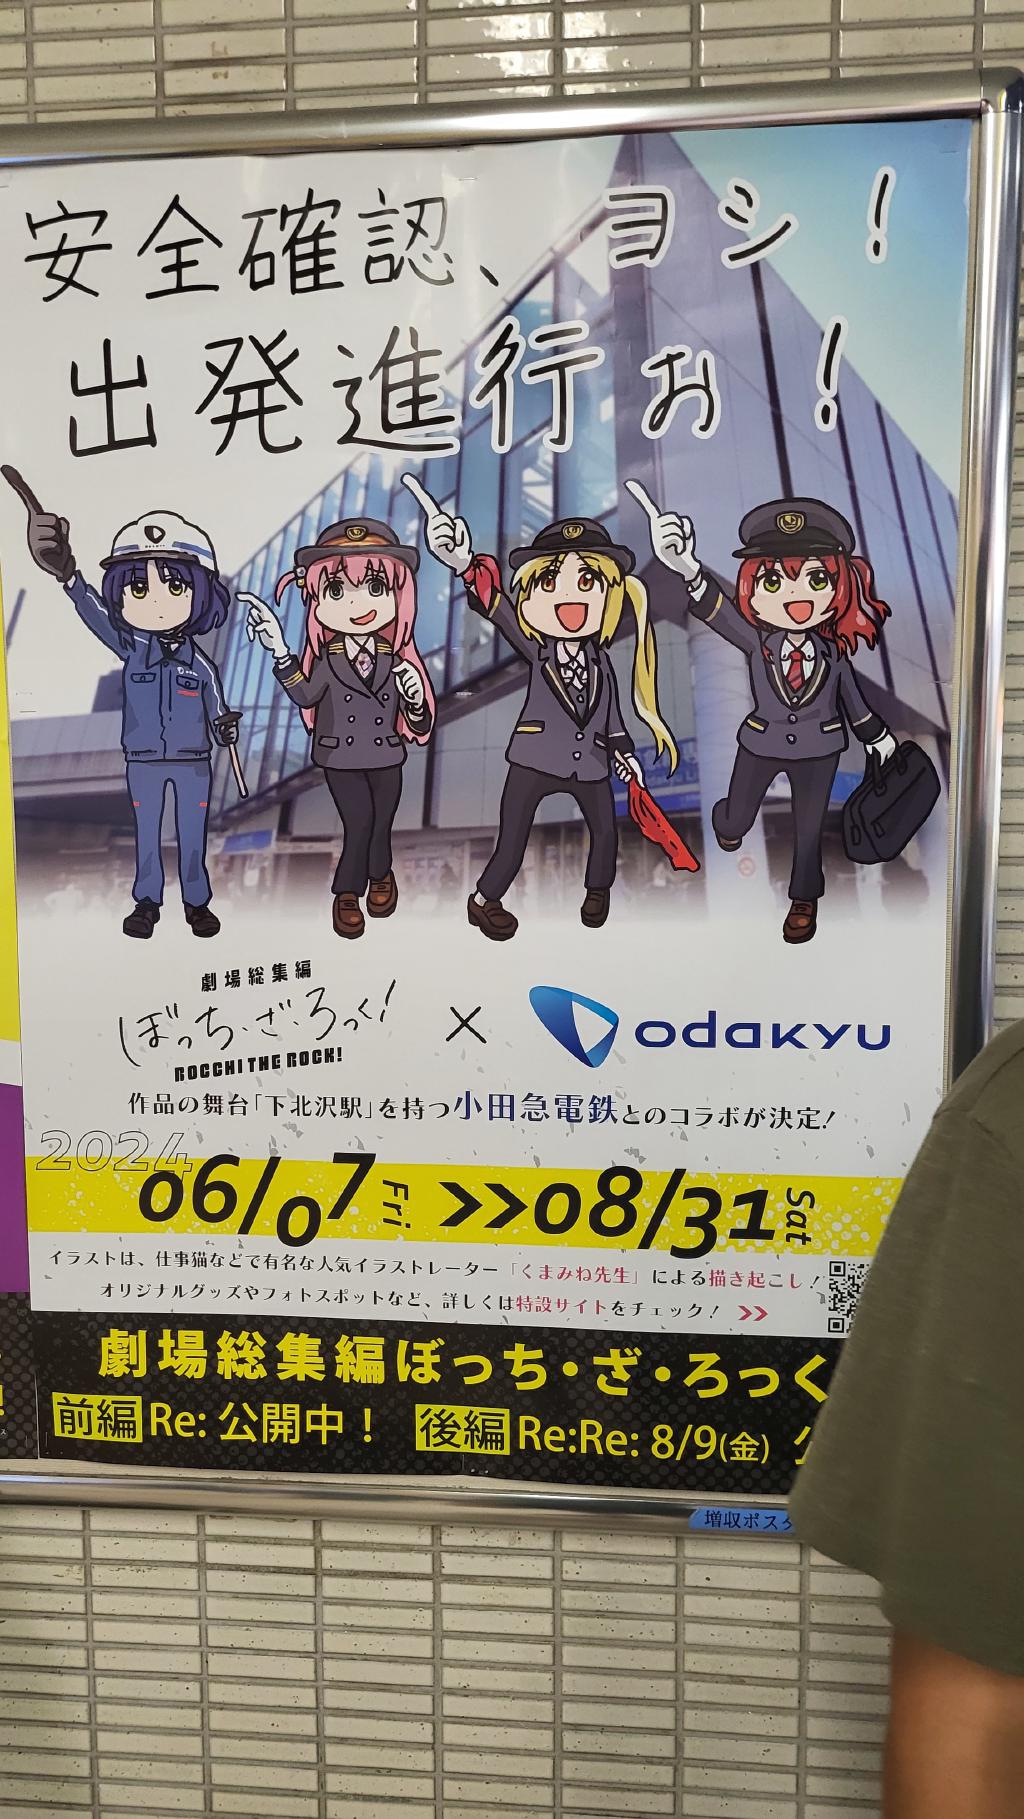 安全確認、ヨシ!
出発進行ぉ!
劇場総集編
ぼっち・ざ・ろっく!
BOCCHI THE ROCK!
×
odakyu
作品の舞台「下北沢駅」を持つ小田急電鉄とのコラボが決定!
2024
06/07 Fri >>> 08/31 Sat
イラストは、仕事猫などで有名な人気イラストレーター「くまみね先生」による描き起こし!
オリジナルグッズやフォトスポットなど、詳しくは特設サイトをチェック! >>
劇場総集編ぼっち・ざ・ろっく
前編 Re: 公開中! 後編 Re:Re: 8/9(金)
増収ポスタ